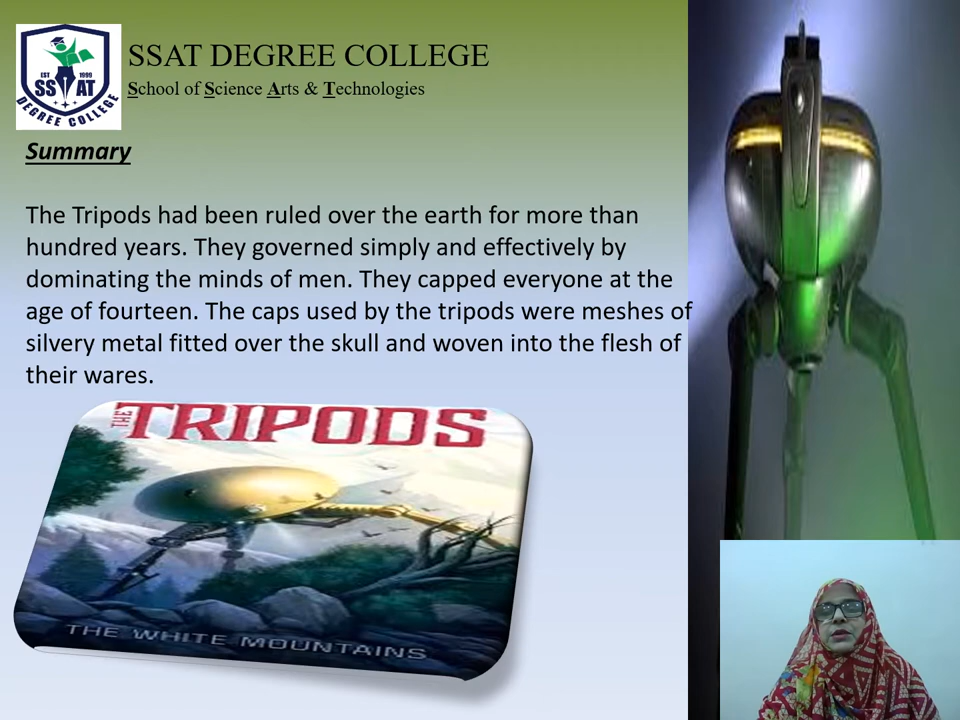 SSAT DEGREE COLLEGE
School of Science Arts & Technologies
EST 1999
SSAT
DEGREE COLLEGE
Summary
The Tripods had been ruled over the earth for more than
hundred years. They governed simply and effectively by
dominating the minds of men. They capped everyone at the
age of fourteen. The caps used by the tripods were meshes of
silvery metal fitted over the skull and woven into the flesh of
their wares.
THE TRIPODS
THE WHITE MOUNTAINS